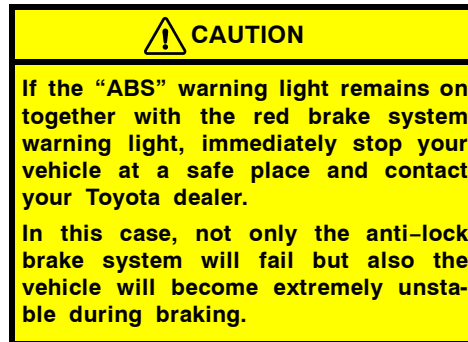 CAUTION
If the “ABS” warning light remains on
together with the red brake system
warning light, immediately stop your
vehicle at a safe place and contact
your Toyota dealer.
In this case, not only the anti−lock
brake system will fail but also the
vehicle will become extremely unsta-
ble during braking.